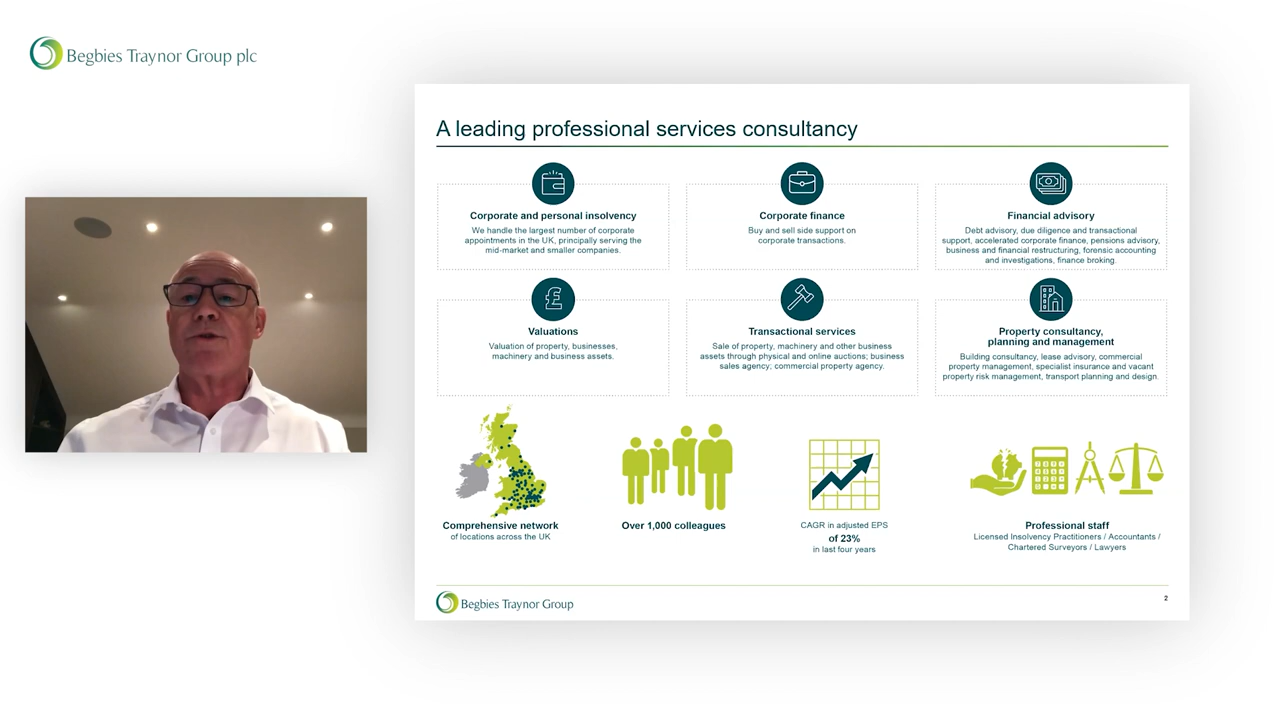 Begbies Traynor Group plc
A leading professional services consultancy
Corporate and personal insolvency
We handle the largest number of corporate
appointments in the UK, principally serving the
mid-market and smaller companies.
Corporate finance
Buy and sell side support on
corporate transactions.
Financial advisory
Debt advisory, due diligence and transactional
support, accelerated corporate finance, pensions advisory,
business and financial restructuring, forensic accounting
and investigations, finance broking.
£
Valuations
Valuation of property, businesses,
machinery and business assets.
Transactional services
Sale of property, machinery and other business
assets through physical and online auctions; business
sales agency; commercial property agency.
Property consultancy,
planning and management
Building consultancy, lease advisory, commercial
property management, specialist insurance and vacant
property risk management, transport planning and design.
Comprehensive network
of locations across the UK
Over 1,000 colleagues
CAGR in adjusted EPS
of 23%
in last four years
Professional staff
Licensed Insolvency Practitioners / Accountants /
Chartered Surveyors / Lawyers
Begbies Traynor Group
2